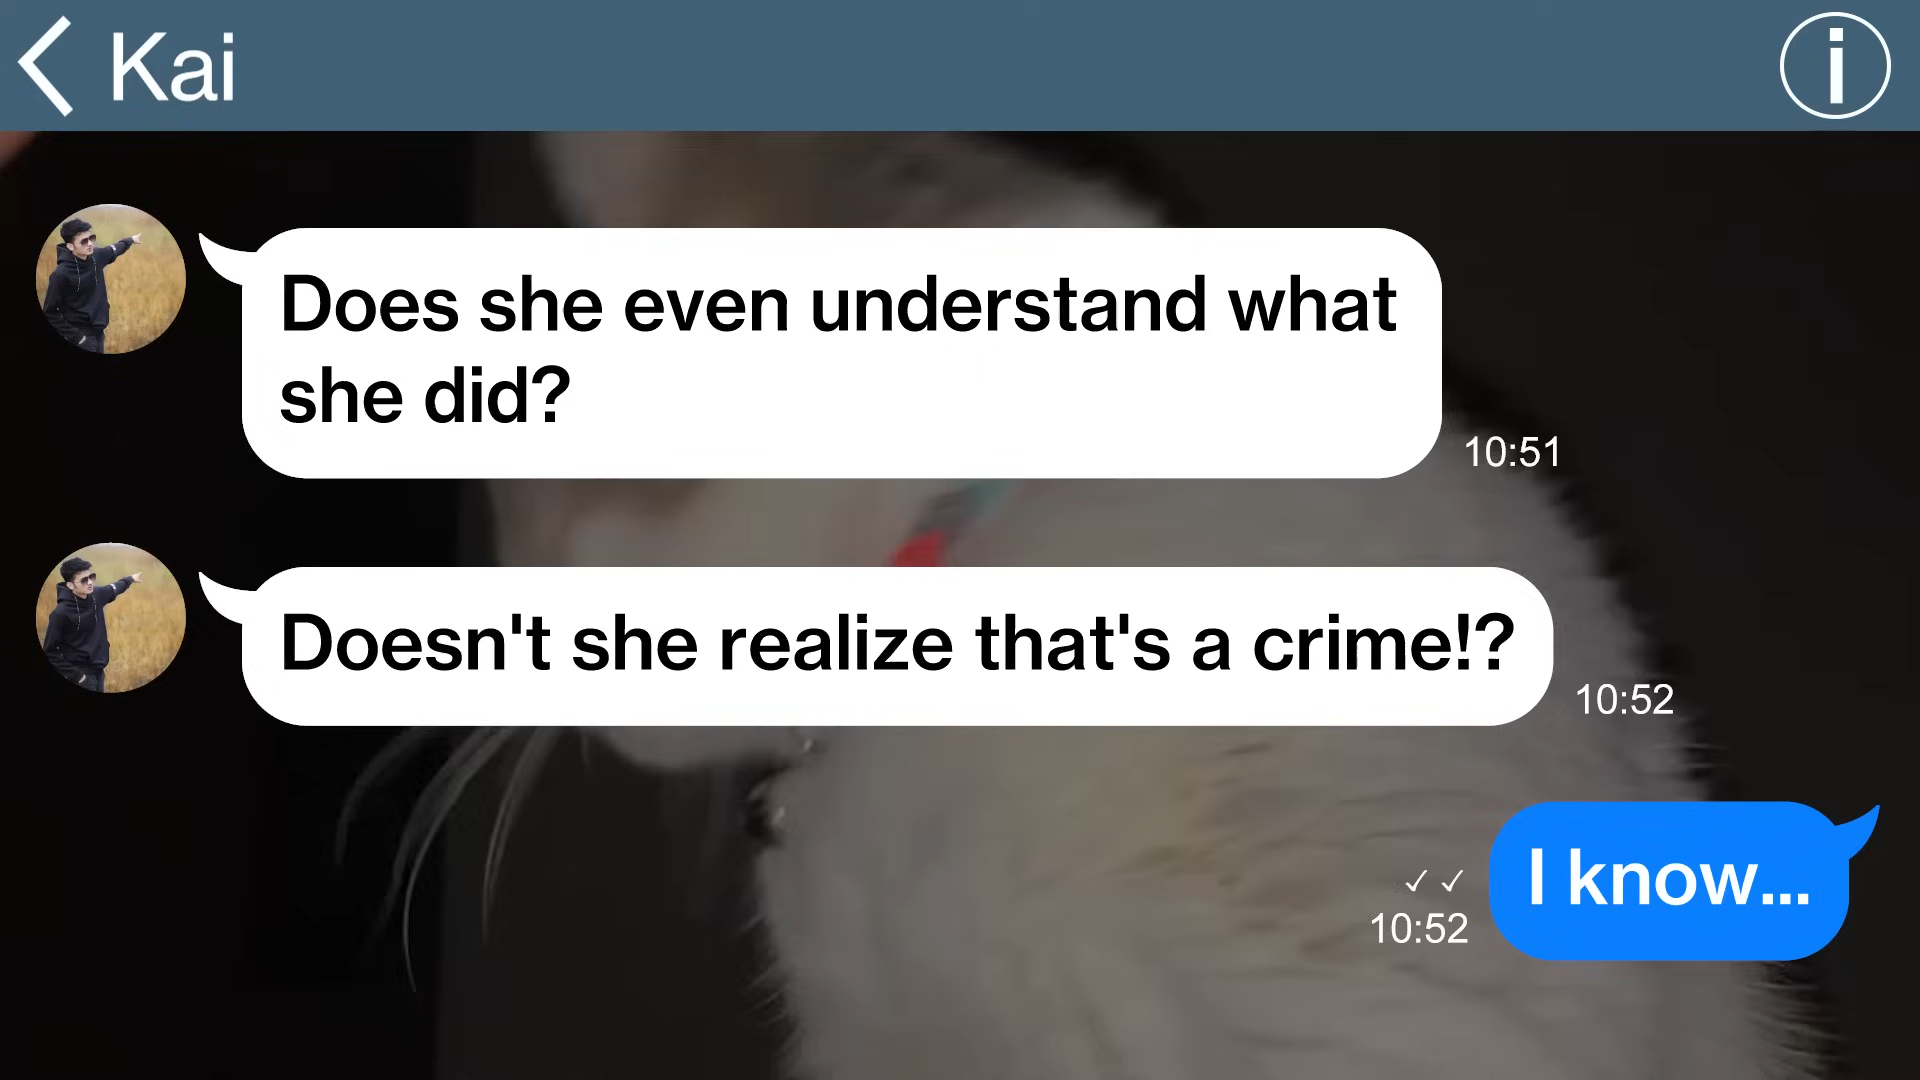 Kai
Does she even understand what
she did?
10:51
Doesn't she realize that's a crime!?
10:52
I know...
10:52